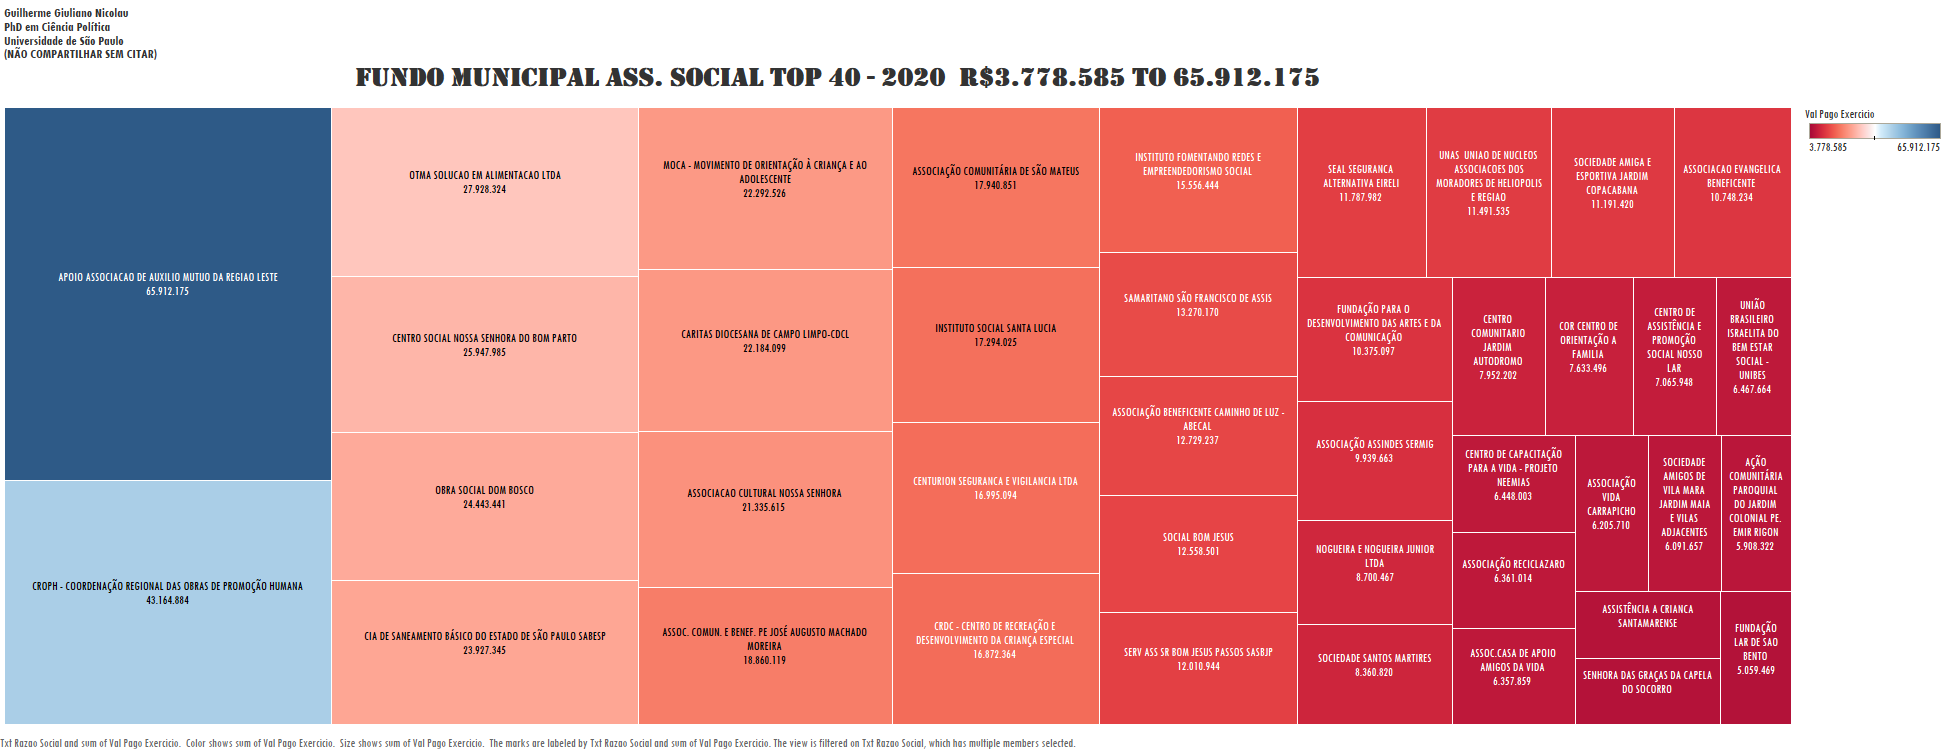 Guilherme Giuliano Nicolau
PhD em Ciência Política
Universidade de São Paulo
(NÃO COMPARTILHAR SEM CITAR)
FUNDO MUNICIPAL ASS. SOCIAL TOP 40 - 2020 R$3.778.585 TO 65.912.175
Val Pago Exercicio
3.778.585 65.912.175
APOIO ASSOCIACAO DE AUXILIO MUTUO DA REGIAO LESTE
65.912.175
CROPH - COORDENAÇÃO REGIONAL DAS OBRAS DE PROMOÇÃO HUMANA
43.164.884
OTMA SOLUCAO EM ALIMENTACAO LTDA
27.928.324
CENTRO SOCIAL NOSSA SENHORA DO BOM PARTO
25.947.985
OBRA SOCIAL DOM BOSCO
24.443.441
CIA DE SANEAMENTO BÁSICO DO ESTADO DE SÃO PAULO SABESP
23.927.345
MOCA - MOVIMENTO DE ORIENTAÇÃO À CRIANÇA E AO
ADOLESCENTE
22.292.526
CARITAS DIOCESANA DE CAMPO LIMPO-CDCL
22.184.099
ASSOCIACAO CULTURAL NOSSA SENHORA
21.335.615
ASSOC. COMUN. E BENEF. PE JOSÉ AUGUSTO MACHADO
MOREIRA
18.860.119
ASSOCIAÇÃO COMUNITÁRIA DE SÃO MATEUS
17.940.851
INSTITUTO SOCIAL SANTA LUCIA
17.294.025
CENTURION SEGURANCA E VIGILANCIA LTDA
16.995.094
CRDC - CENTRO DE RECREAÇÃO E
DESENVOLVIMENTO DA CRIANÇA ESPECIAL
16.872.364
INSTITUTO FOMENTANDO REDES E
EMPREENDEDORISMO SOCIAL
15.556.444
SAMARITANO SÃO FRANCISCO DE ASSIS
13.270.170
ASSOCIAÇÃO BENEFICENTE CAMINHO DE LUZ -
ABECAL
12.729.237
SOCIAL BOM JESUS
12.558.501
SERV ASS SR BOM JESUS PASSOS SASBJP
12.010.944
SEAL SEGURANÇA
ALTERNATIVA EIRELI
11.787.982
UNAS UNIAO DE NUCLEOS
ASSOCIACOES DOS
MORADORES DE HELIOPOLIS
E REGIAO
11.491.535
SOCIEDADE AMIGA E
ESPORTIVA JARDIM
COPACABANA
11.191.420
ASSOCIACAO EVANGELICA
BENEFICENTE
10.748.234
FUNDAÇÃO PARA O
DESENVOLVIMENTO DAS ARTES E DA
COMUNICAÇÃO
10.375.097
ASSOCIAÇÃO ASSINDES SERMIG
9.939.663
NOGUEIRA E NOGUEIRA JUNIOR
LTDA
8.700.467
SOCIEDADE SANTOS MARTIRES
8.360.820
CENTRO
COMUNITARIO
JARDIM
AUTODROMO
7.952.202
COR CENTRO DE
ORIENTAÇÃO A
FAMILIA
7.633.496
CENTRO DE
ASSISTÊNCIA E
PROMOÇÃO
SOCIAL NOSSO
LAR
7.065.948
UNIÃO
BRASILEIRO
ISRAELITA DO
BEM ESTAR
SOCIAL -
UNIBES
6.467.664
CENTRO DE CAPACITAÇÃO
PARA A VIDA - PROJETO
NEEMIAS
6.448.003
ASSOCIAÇÃO RECICLAZARO
6.361.014
ASSOC.CASA DE APOIO
AMIGOS DA VIDA
6.357.859
ASSOCIAÇÃO
VIDA
CARRAPICHO
6.205.710
SOCIEDADE
AMIGOS DE
VILA MARA
JARDIM MAIA
E VILAS
ADJACENTES
6.091.657
AÇÃO
COMUNITÁRIA
PAROQUIAL
DO JARDIM
COLONIAL PE.
EMIR RIGON
5.908.322
ASSISTÊNCIA A CRIANCA
SANTAMARENSE
SENHORA DAS GRAÇAS DA CAPELA
DO SOCORRO
FUNDAÇÃO
LAR DE SAO
BENTO
5.059.469
Txt Razao Social and sum of Val Pago Exercicio. Color shows sum of Val Pago Exercicio. Size shows sum of Val Pago Exercicio. The marks are labeled by Txt Razao Social and sum of Val Pago Exercicio. The view is filtered on Txt Razao Social, which has multiple members selected.